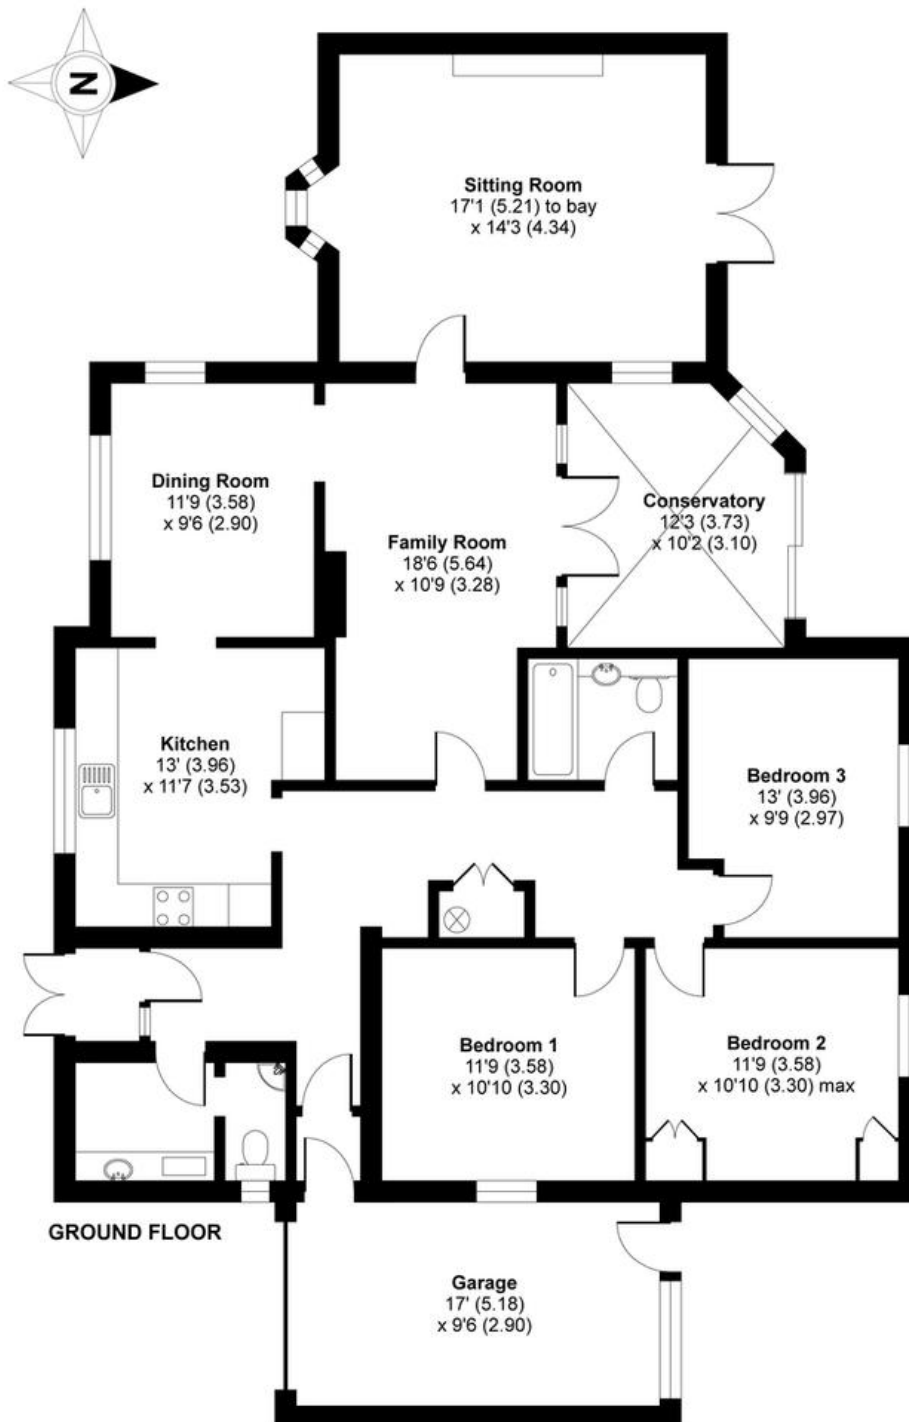 N
Sitting Room
17'1 (5.21) to bay
x 14'3 (4.34)
Dining Room
11'9 (3.58)
x 9'6 (2.90)
Family Room
18'6 (5.64)
x 10'9 (3.28)
Conservatory
12'3 (3.73)
x 10'2 (3.10)
Kitchen
13' (3.96)
x 11'7 (3.53)
Bedroom 3
13' (3.96)
x 9'9 (2.97)
Bedroom 1
11'9 (3.58)
x 10'10 (3.30)
Bedroom 2
11'9 (3.58)
x 10'10 (3.30) max
GROUND FLOOR
Garage
17' (5.18)
x 9'6 (2.90)